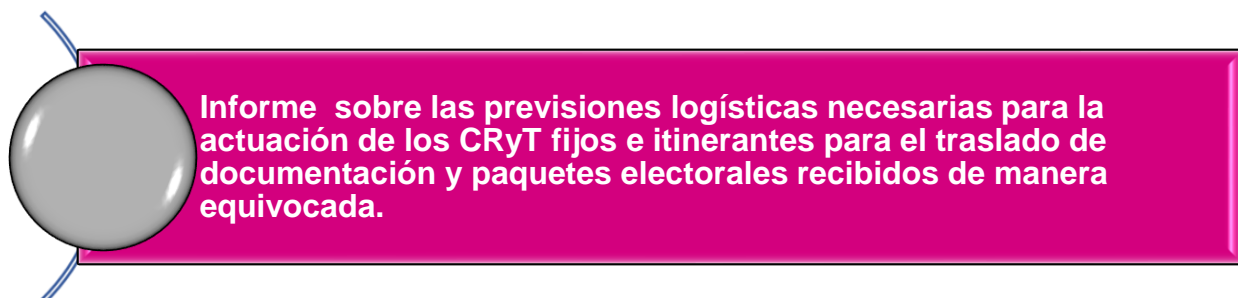 Informe sobre las previsiones logísticas necesarias para la
actuación de los CRyT fijos e itinerantes para el traslado de
documentación y paquetes electorales recibidos de manera
equivocada.